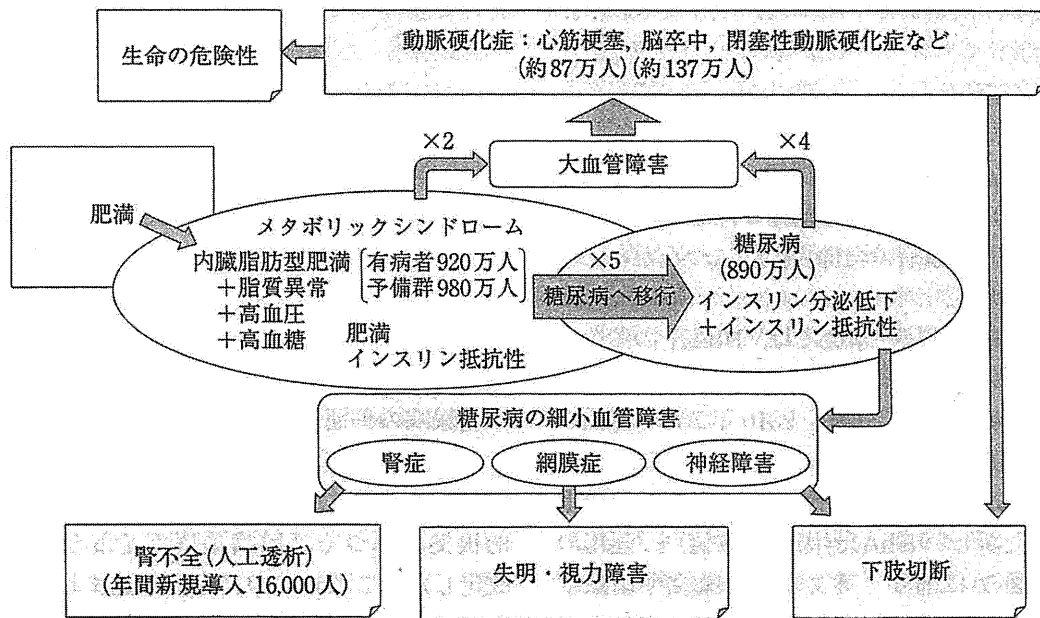 生命の危険性
動脈硬化症：心筋梗塞, 脳卒中, 閉塞性動脈硬化症など
(約87万人)(約137万人)
×2
大血管障害
×4
肥満
メタボリックシンドローム
内臓脂肪型肥満
＋脂質異常
＋高血圧
＋高血糖
有病者920万人
予備群980万人
肥満
インスリン抵抗性
×5
糖尿病へ移行
糖尿病
(890万人)
インスリン分泌低下
＋インスリン抵抗性
糖尿病の細小血管障害
腎症
網膜症
神経障害
腎不全(人工透析)
(年間新規導入 16,000人)
失明・視力障害
下肢切断